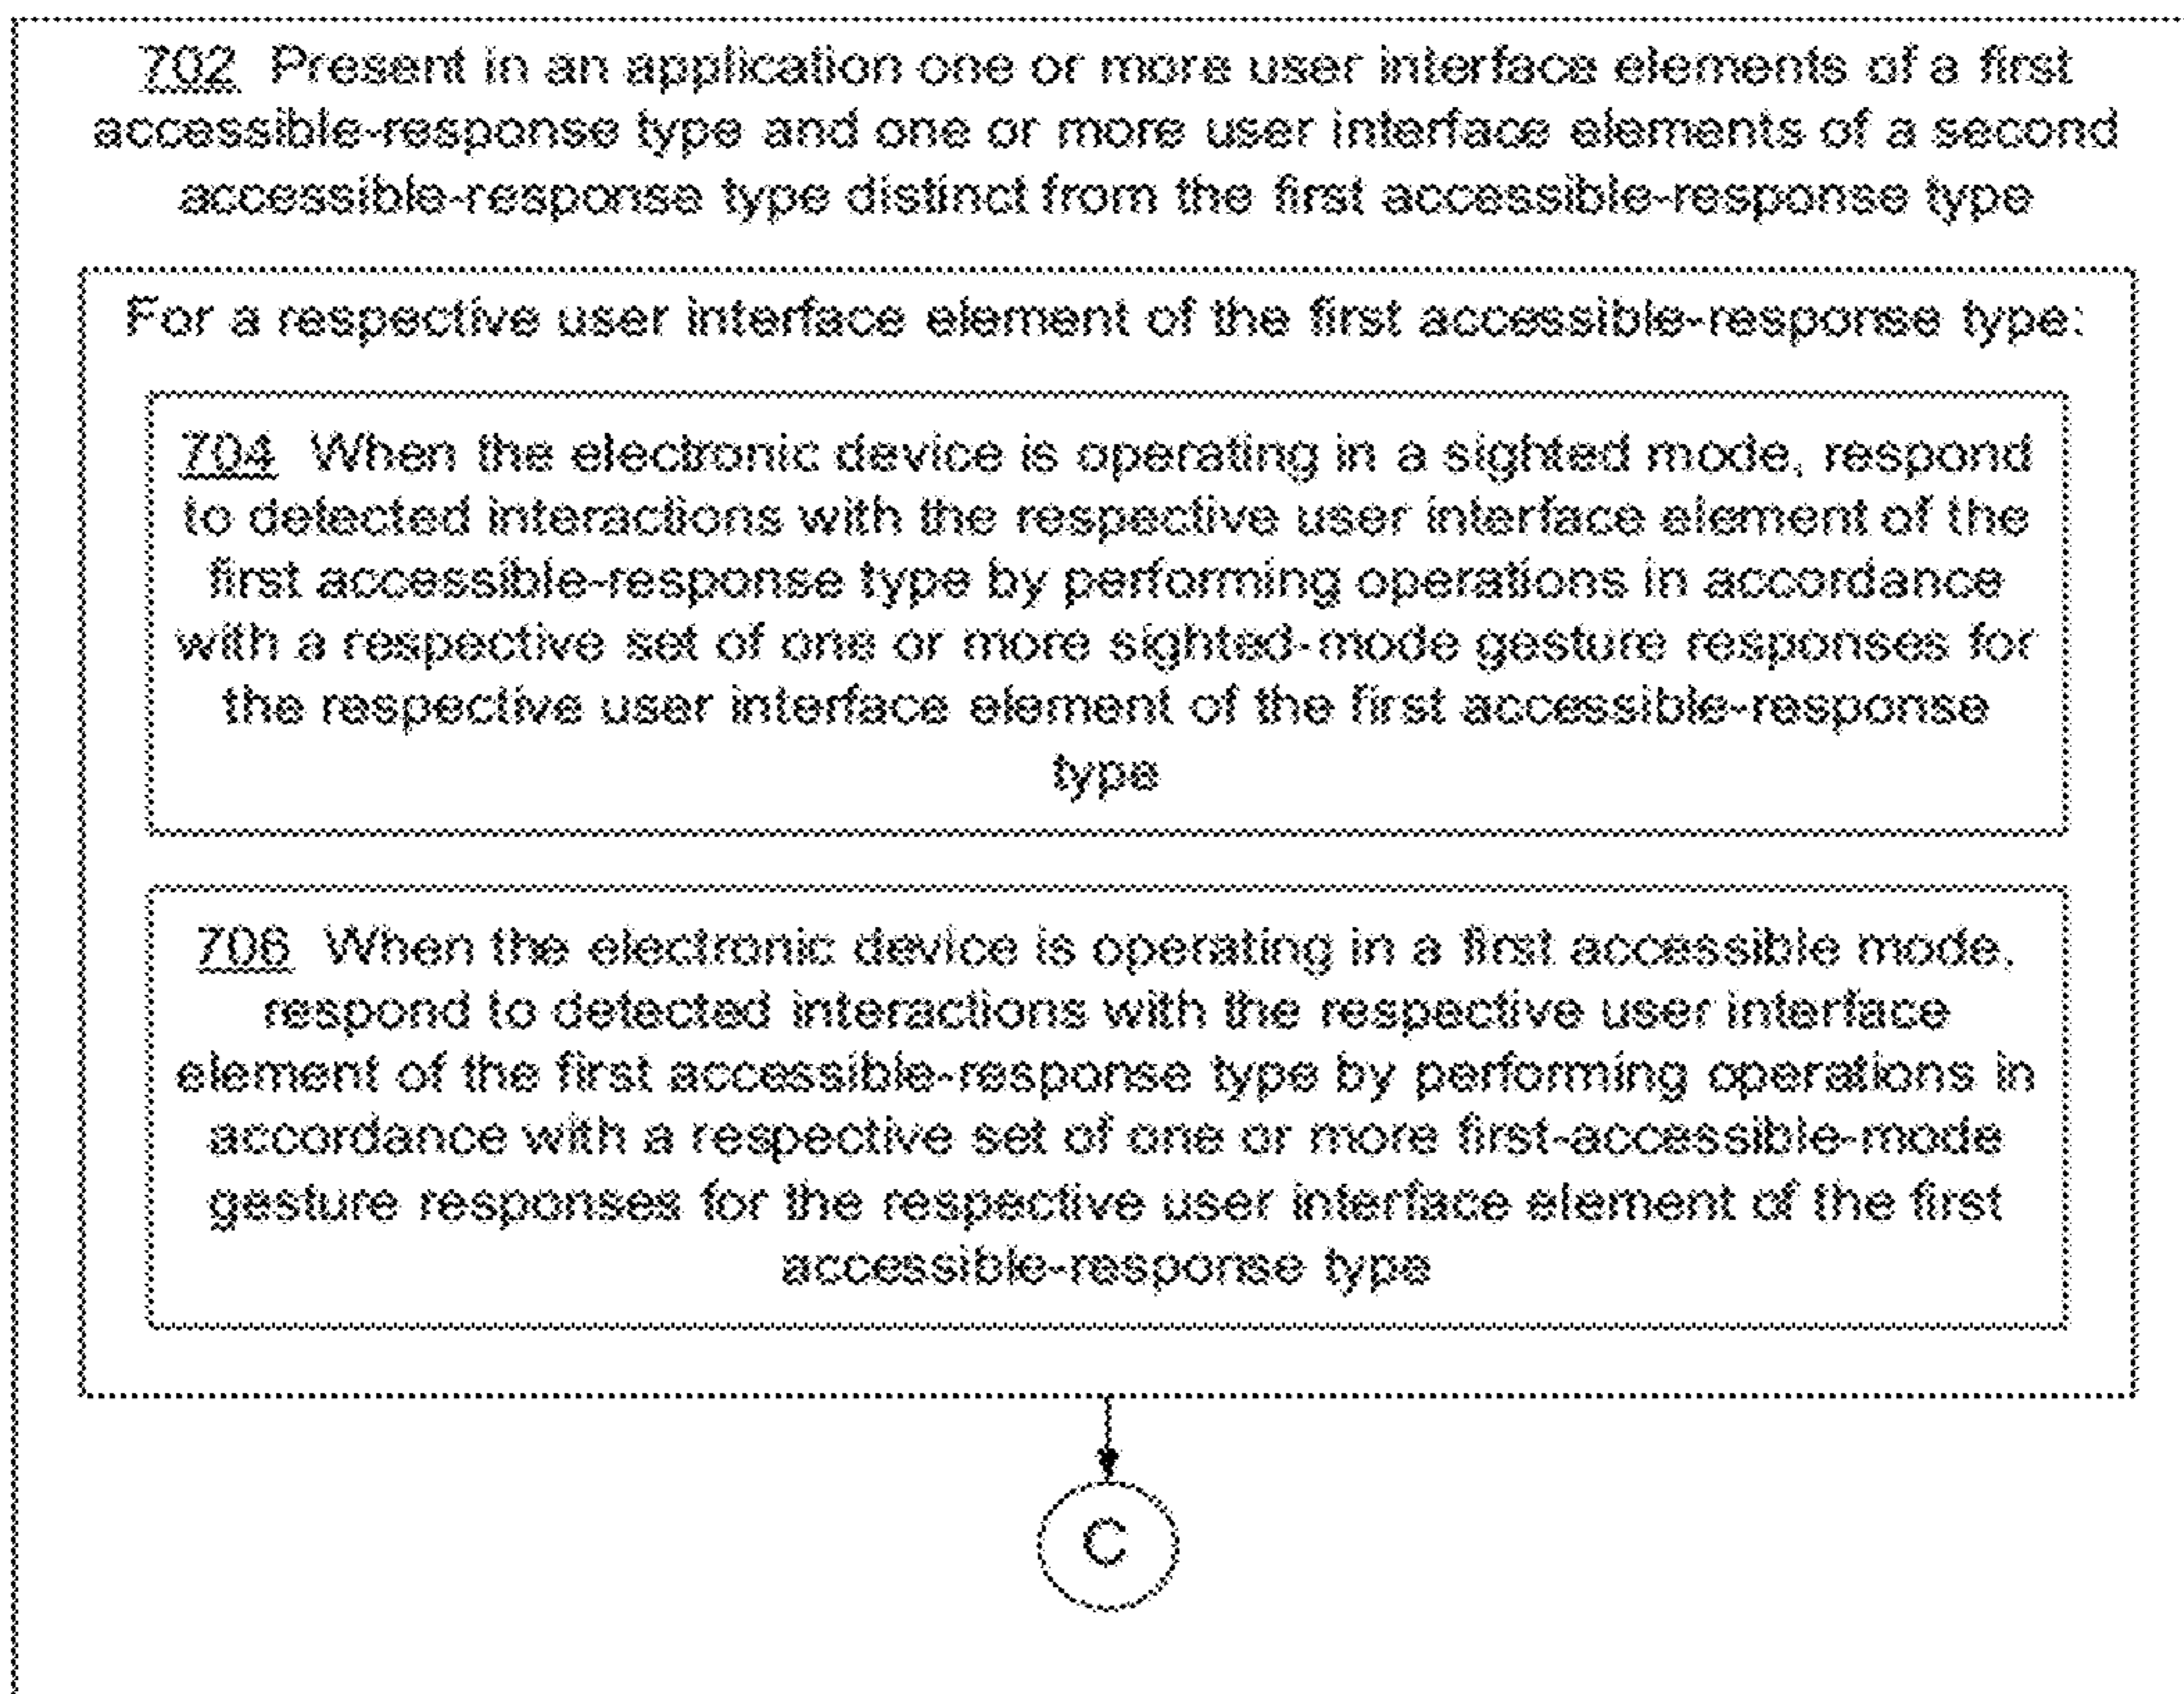 702 Present in an application one or more user interface elements of a first
accessible-response type and one or more user interface elements of a second
accessible-response type distinct from the first accessible-response type
For a respective user interface element of the first accessible-response type:
704 When the electronic device is operating in a sighted mode, respond
to detected interactions with the respective user interface element of the
first accessible-response type by performing operations in accordance
with a respective set of one or more sighted-mode gesture responses for
the respective user interface element of the first accessible-response
type
706 When the electronic device is operating in a first accessible mode,
respond to detected interactions with the respective user interface
element of the first accessible-response type by performing operations in
accordance with a respective set of one or more first-accessible-mode
gesture responses for the respective user interface element of the first
accessible-response type
C